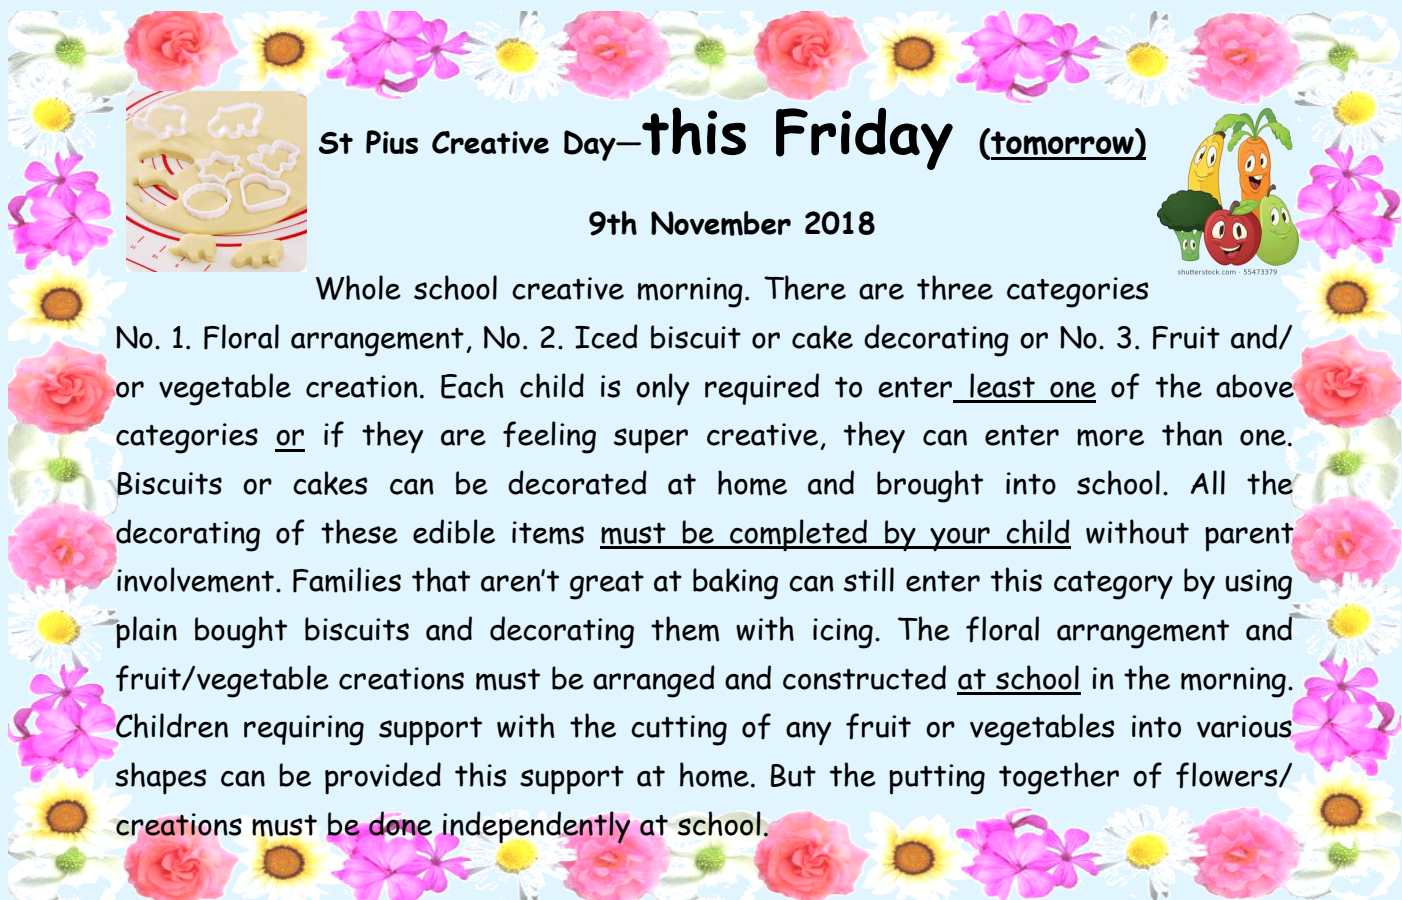 St Pius Creative Day—this Friday (tomorrow)
9th November 2018
shutterstock.com · 55473379
Whole school creative morning. There are three categories
No. 1. Floral arrangement, No. 2. Iced biscuit or cake decorating or No. 3. Fruit and/
or vegetable creation. Each child is only required to enter least one of the above
categories or if they are feeling super creative, they can enter more than one.
Biscuits or cakes can be decorated at home and brought into school. All the
decorating of these edible items must be completed by your child without parent
involvement. Families that aren’t great at baking can still enter this category by using
plain bought biscuits and decorating them with icing. The floral arrangement and
fruit/vegetable creations must be arranged and constructed at school in the morning.
Children requiring support with the cutting of any fruit or vegetables into various
shapes can be provided this support at home. But the putting together of flowers/
creations must be done independently at school.